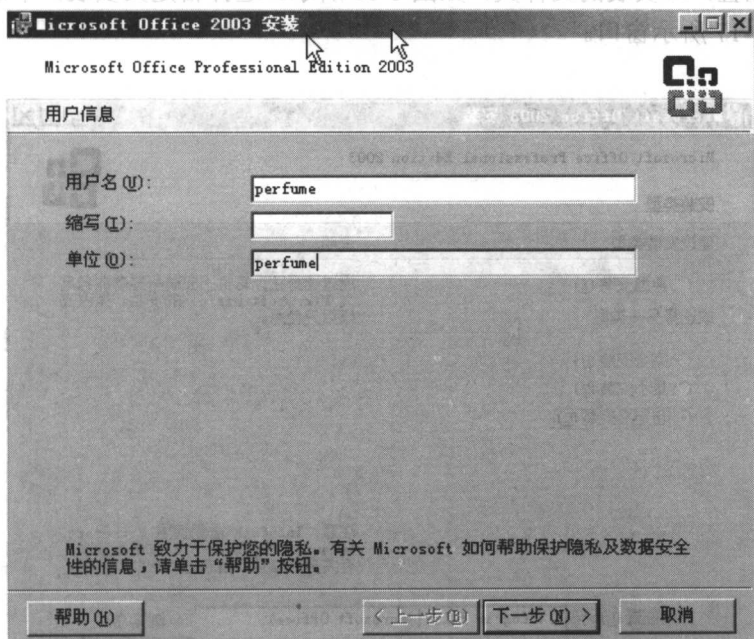 Microsoft Office 2003 安装
Microsoft Office Professional Edition 2003
用户信息
用户名(U):
perfume
缩写(I):
单位(O):
perfume
Microsoft 致力于保护您的隐私。有关 Microsoft 如何帮助保护隐私及数据安全
性的信息，请单击“帮助”按钮。
帮助(H)
< 上一步(B)
下一步(N) >
取消